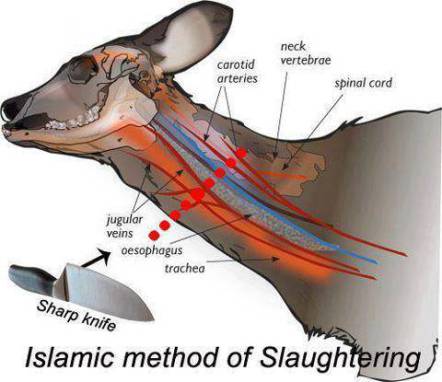 carotid
arteries
neck
vertebrae
spinal cord
jugular
veins
oesophagus
trachea
Sharp knife
Islamic method of Slaughtering